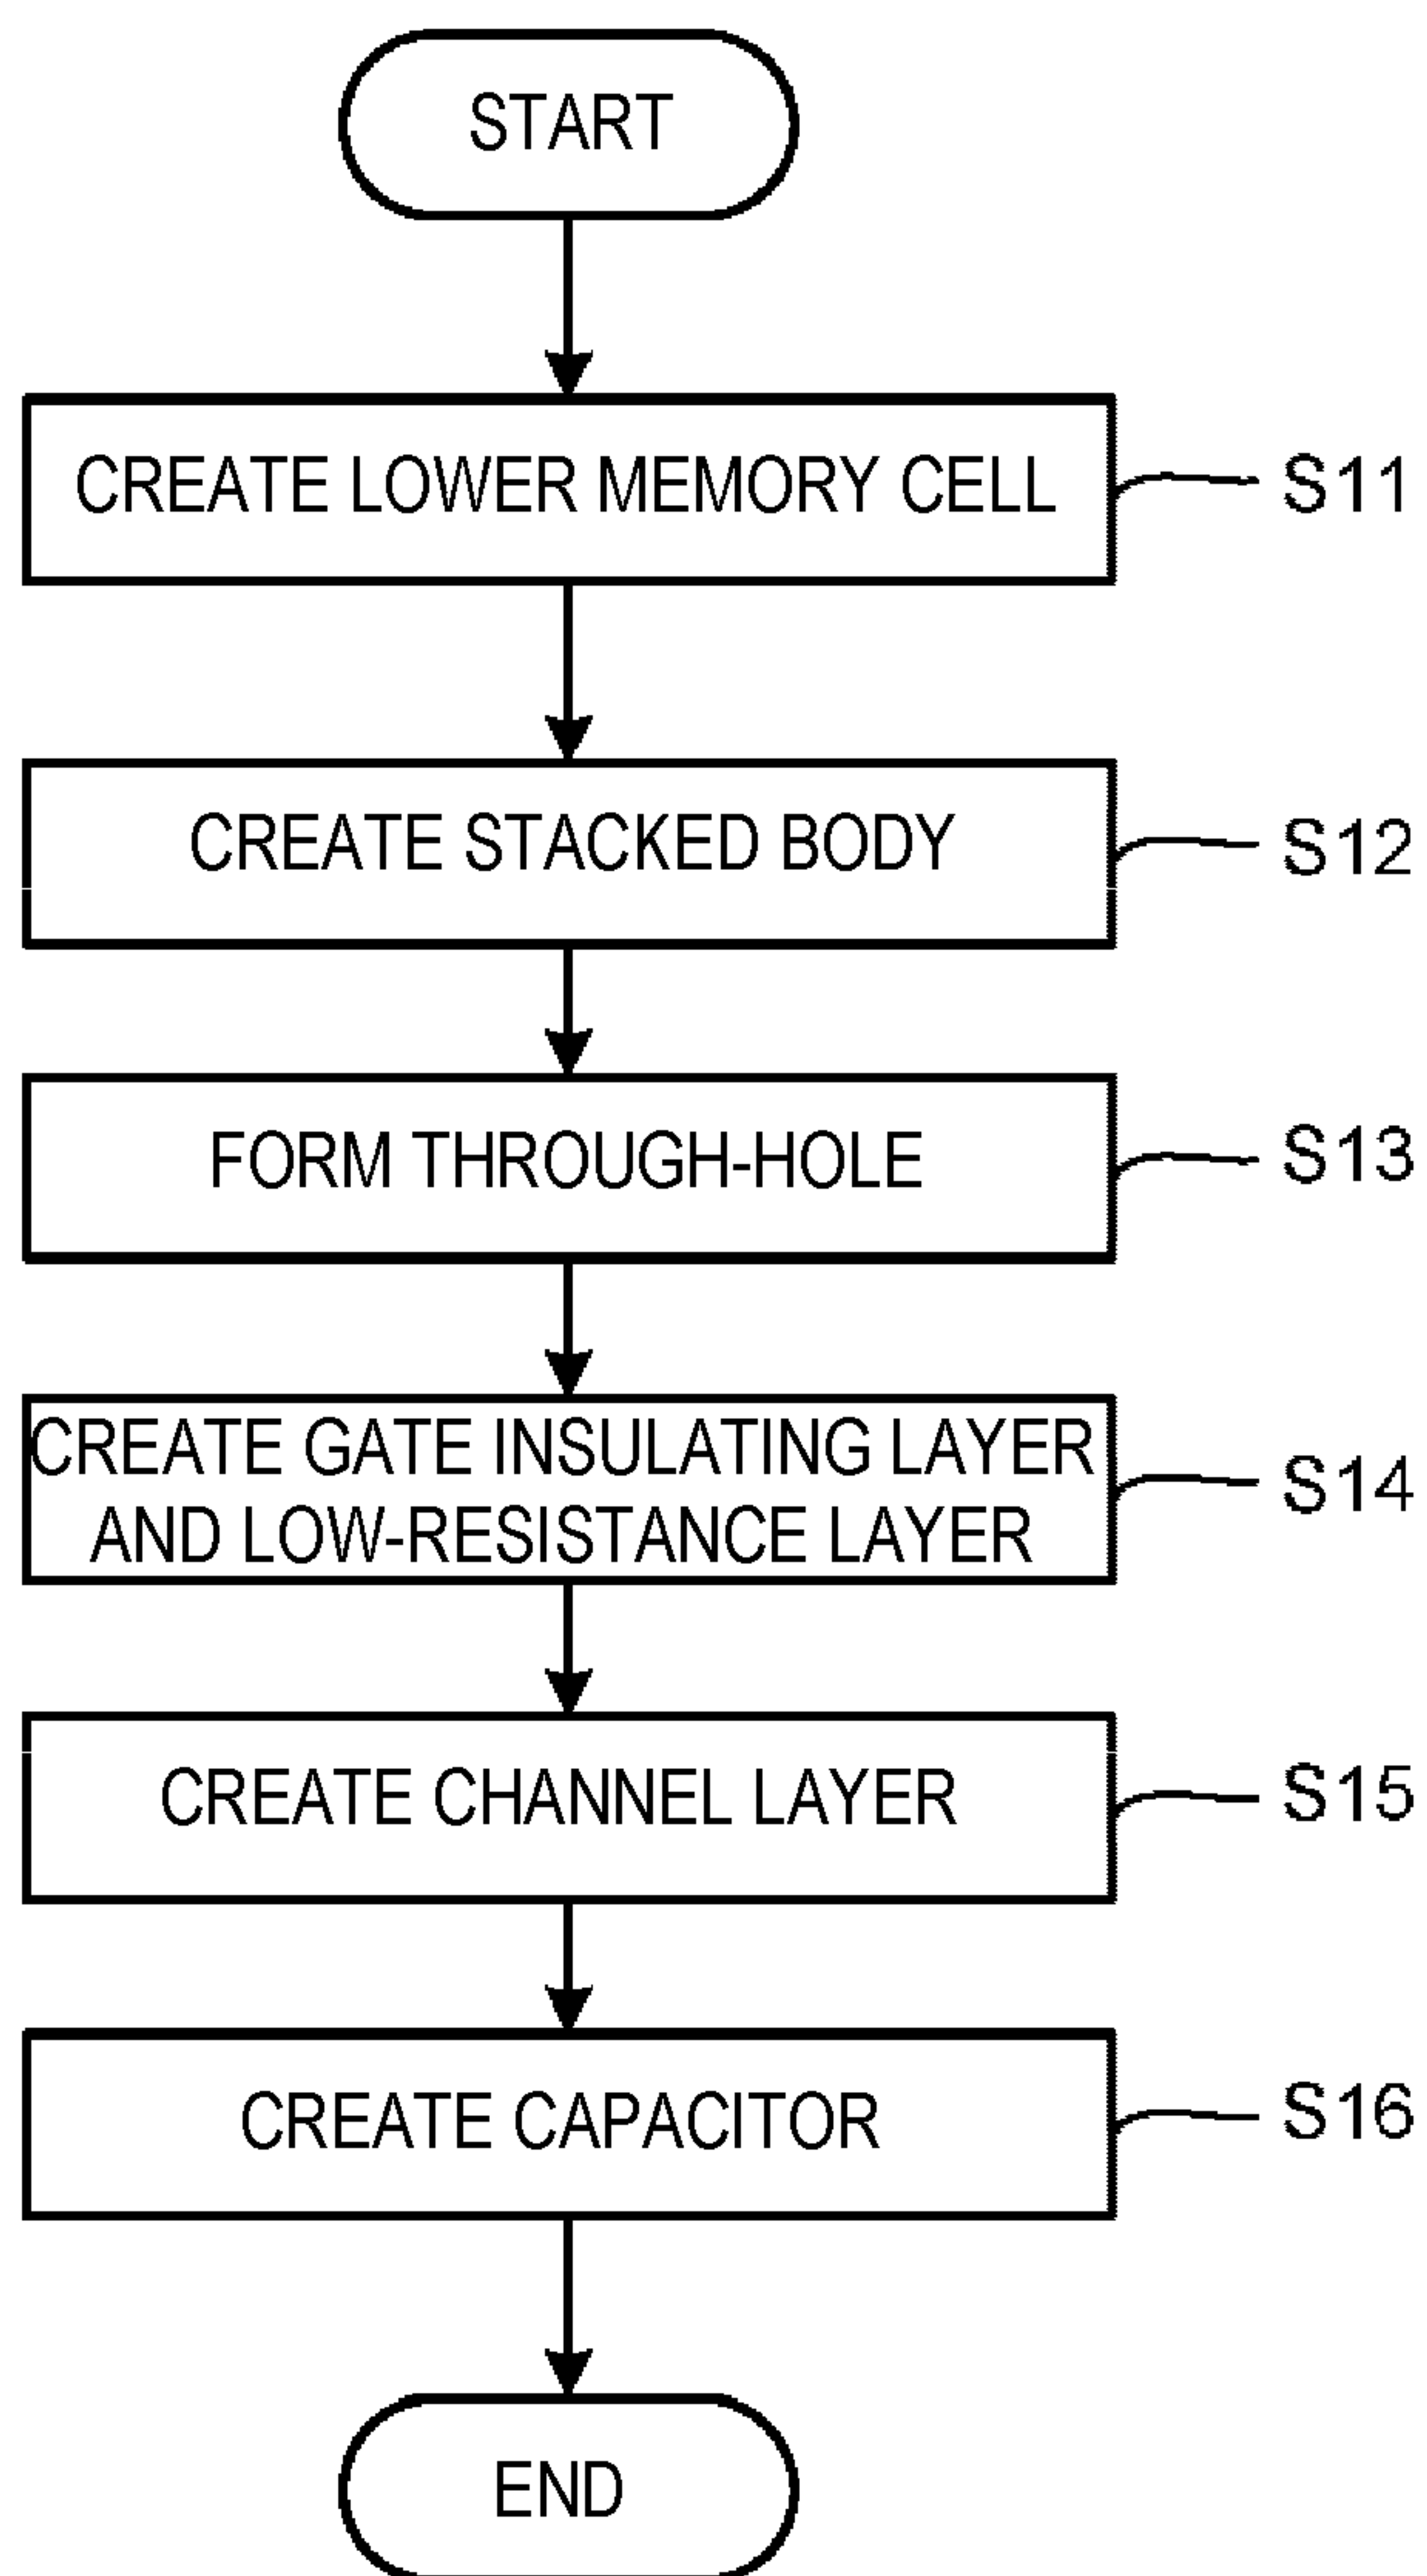 START
CREATE LOWER MEMORY CELL
S11
CREATE STACKED BODY
S12
FORM THROUGH-HOLE
S13
CREATE GATE INSULATING LAYER
AND LOW-RESISTANCE LAYER
S14
CREATE CHANNEL LAYER
S15
CREATE CAPACITOR
S16
END